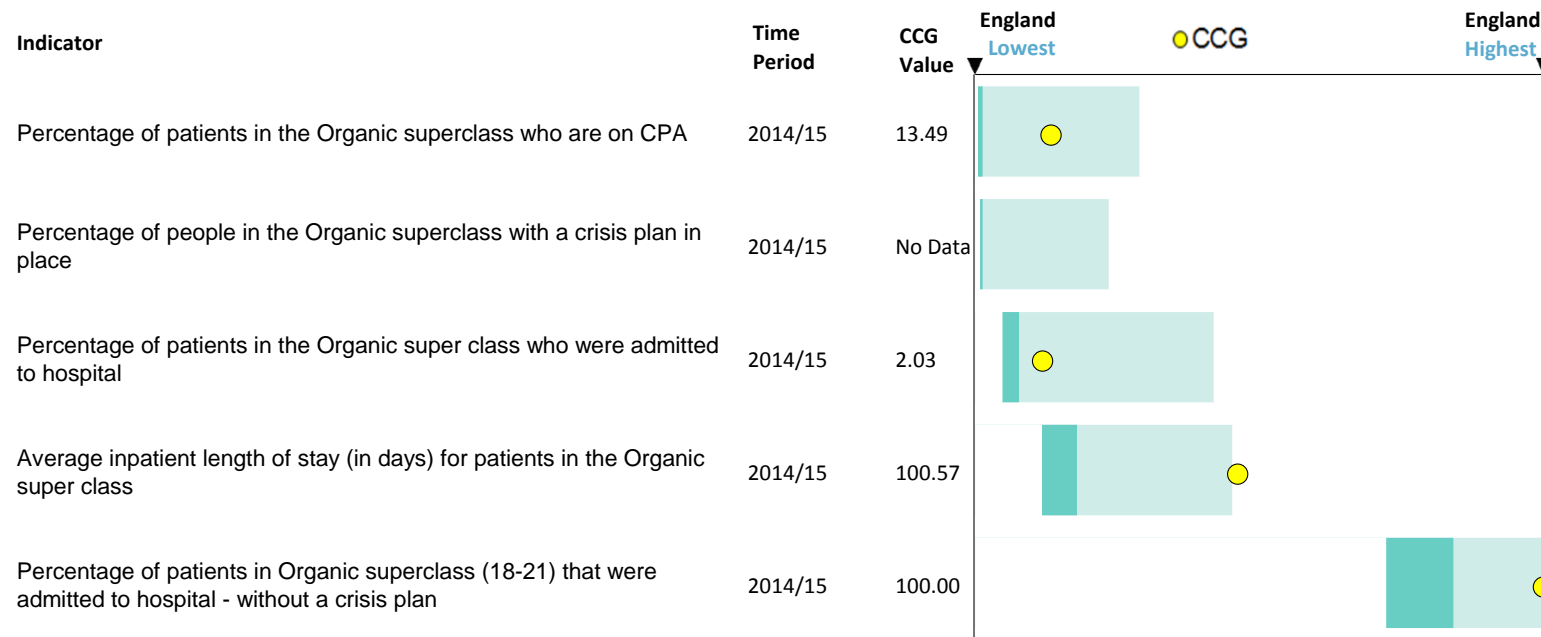 Indicator
Time
Period
CCG
Value
England
Lowest
CCG
England
Highest
Percentage of patients in the Organic superclass who are on CPA
2014/15
13.49
Percentage of people in the Organic superclass with a crisis plan in
place
2014/15
No Data
Percentage of patients in the Organic super class who were admitted
to hospital
2014/15
2.03
Average inpatient length of stay (in days) for patients in the Organic
super class
2014/15
100.57
Percentage of patients in Organic superclass (18-21) that were
admitted to hospital - without a crisis plan
2014/15
100.00